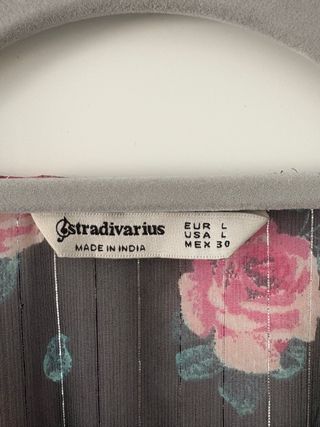 stradivarius
MADE IN INDIA
EUR L
USA L
MEX 30